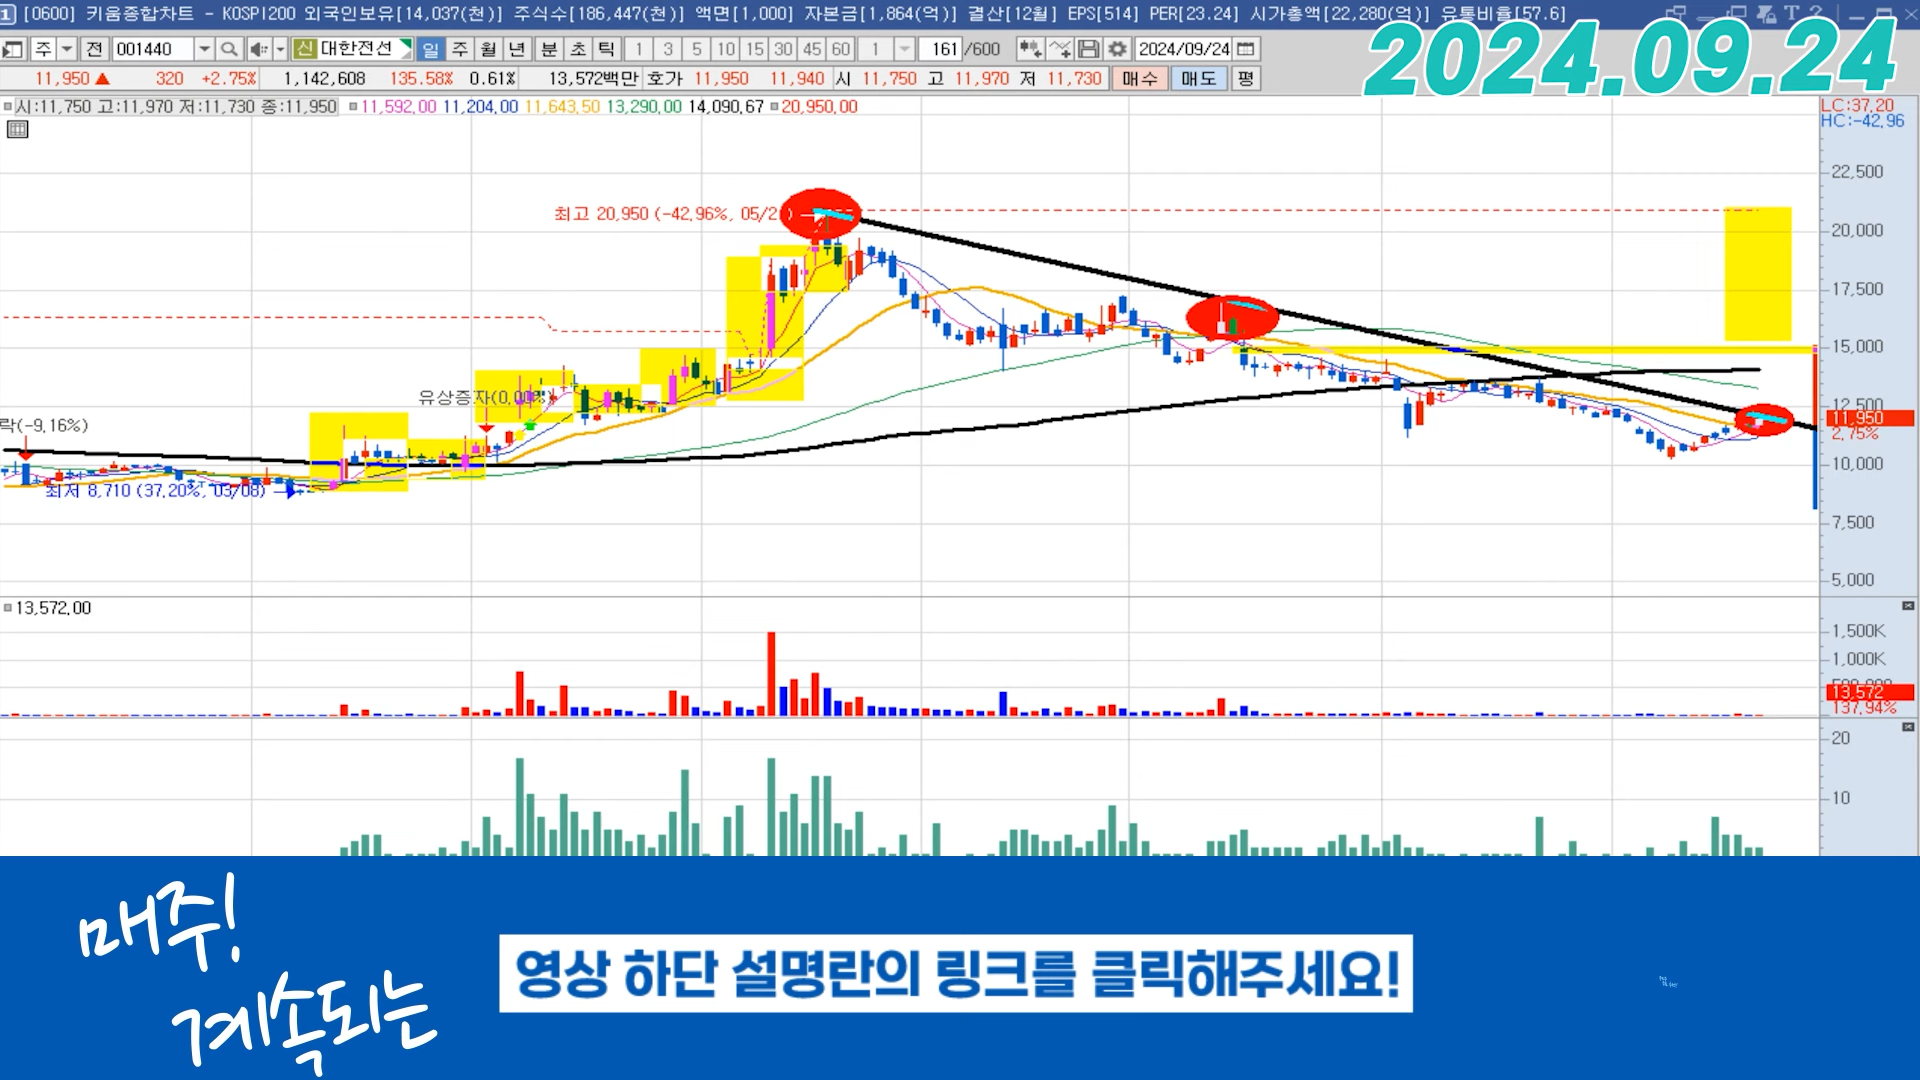 1 [0600] 키움종합차트 - KOSPI200 외국인보유[14,037(천)] 주식수[186,447(천)] 액면[1,000] 자본금[1,864(억)] 결산[12월] EPS[514] PER[23.24] 시가총액[22,280(억)] 유통비율[57.6]
2024.09.24
주 전 001440 신 대한전선 일 주 월 년 분 초 틱 1 3 5 10 15 30 45 60 1 161 /600 2024/09/24
11,950 ▲ 320 +2.75% 1,142,608 135.58% 0.61% 13,572백만 호가 11,950 11,940 시 11,750 고 11,970 저 11,730 매수 매도 평
시:11,750 고:11,970 저:11,730 종:11,950 11,592.00 11,204.00 11,643.50 13,290.00 14,090.67 20,950.00
LC:37.20
HC:-42.96
22,500
최고 20,950 (-42.96%, 05/2
20,000
17,500
15,000
유상증자(0.00%)
12,500
11,950
2.75%
락(-9.16%)
10,000
최저 8,710 (37.20%, 03/08)
7,500
5,000
13,572.00
1,500K
1,000K
13,572
137.94%
20
10
매주!
계속되는
영상 하단 설명란의 링크를 클릭해주세요!